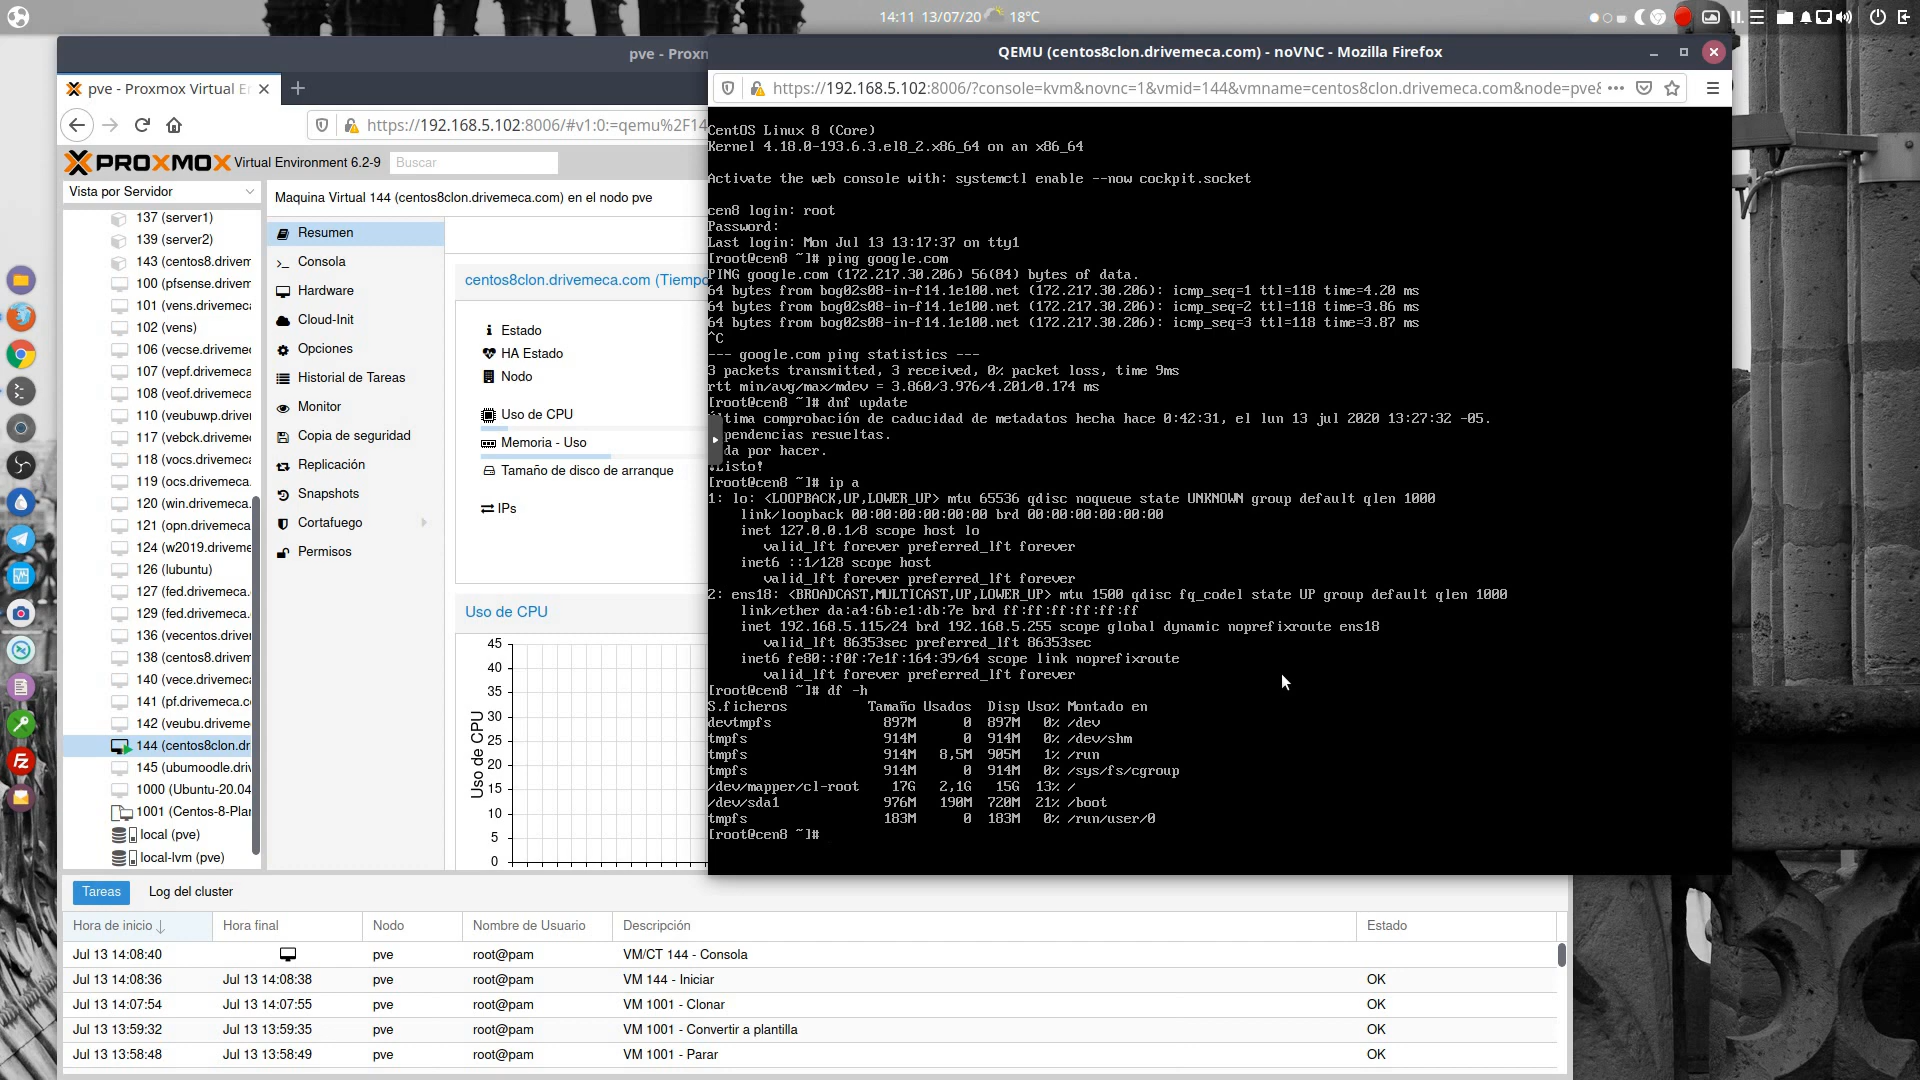 14:11 13/07/20 18°C
pve - Proxm
QEMU (centos8clon.drivemeca.com) - noVNC - Mozilla Firefox
pve - Proxmox Virtual E
https://192.168.5.102:8006/?console=kvm&novnc=1&vmid=144&vmname=centos8clon.drivemeca.com&node=pve&
https://192.168.5.102:8006/#v1:0:=qemu%2F14
PROXMOX Virtual Environment 6.2-9 Buscar
Vista por Servidor
137 (server1)
139 (server2)
143 (centos8.drivem
100 (pfsense.drivem
101 (vens.drivemeca
102 (vens)
106 (vecse.drivemec
107 (vepf.drivemeca
108 (veof.drivemeca
110 (veubuwp.driver
117 (vebck.drivemec
118 (vocs.drivemeca
119 (ocs.drivemeca.
120 (win.drivemeca.
121 (opn.drivemeca
124 (w2019.driveme
126 (lubuntu)
127 (fed.drivemeca.
129 (fed.drivemeca.
136 (vecentos.driver
138 (centos8.drivem
140 (vece.drivemeca
141 (pf.drivemeca.c
142 (veubu.driveme
144 (centos8clon.dr
145 (ubumoodle.driv
1000 (Ubuntu-20.04
1001 (Centos-8-Plan
local (pve)
local-lvm (pve)
Maquina Virtual 144 (centos8clon.drivemeca.com) en el nodo pve
Resumen
Consola
Hardware
Cloud-Init
Opciones
Historial de Tareas
Monitor
Copia de seguridad
Replicación
Snapshots
Cortafuego
Permisos
centos8clon.drivemeca.com (Tiempo
Estado
HA Estado
Nodo
Uso de CPU
Memoria - Uso
Tamaño de disco de arranque
IPs
Uso de CPU
Uso de CPU
45
40
35
30
25
20
15
10
5
0
CentOS Linux 8 (Core)
Kernel 4.18.0-193.6.3.el8_2.x86_64 on an x86_64
Activate the web console with: systemctl enable --now cockpit.socket
cen8 login: root
Password:
Last login: Mon Jul 13 13:17:37 on tty1
[root@cen8 ~]# ping google.com
PING google.com (172.217.30.206) 56(84) bytes of data.
64 bytes from bog02s08-in-f14.1e100.net (172.217.30.206): icmp_seq=1 ttl=118 time=4.20 ms
64 bytes from bog02s08-in-f14.1e100.net (172.217.30.206): icmp_seq=2 ttl=118 time=3.86 ms
64 bytes from bog02s08-in-f14.1e100.net (172.217.30.206): icmp_seq=3 ttl=118 time=3.87 ms
^C
--- google.com ping statistics ---
3 packets transmitted, 3 received, 0% packet loss, time 9ms
rtt min/avg/max/mdev = 3.860/3.976/4.201/0.174 ms
[root@cen8 ~]# dnf update
Última comprobación de caducidad de metadatos hecha hace 0:42:31, el lun 13 jul 2020 13:27:32 -05.
pendencias resueltas.
da por hacer.
¡Listo!
[root@cen8 ~]# ip a
1: lo: <LOOPBACK,UP,LOWER_UP> mtu 65536 qdisc noqueue state UNKNOWN group default qlen 1000
link/loopback 00:00:00:00:00:00 brd 00:00:00:00:00:00
inet 127.0.0.1/8 scope host lo
valid_lft forever preferred_lft forever
inet6 ::1/128 scope host
valid_lft forever preferred_lft forever
2: ens18: <BROADCAST,MULTICAST,UP,LOWER_UP> mtu 1500 qdisc fq_codel state UP group default qlen 1000
link/ether da:a4:6b:e1:db:7e brd ff:ff:ff:ff:ff:ff
inet 192.168.5.115/24 brd 192.168.5.255 scope global dynamic noprefixroute ens18
valid_lft 86353sec preferred_lft 86353sec
inet6 fe80::f0f:7e1f:164:39/64 scope link noprefixroute
valid_lft forever preferred_lft forever
[root@cen8 ~]# df -h
S.ficheros Tamaño Usados Disp Uso% Montado en
devtmpfs 897M 0 897M 0% /dev
tmpfs 914M 0 914M 0% /dev/shm
tmpfs 914M 8,5M 905M 1% /run
tmpfs 914M 0 914M 0% /sys/fs/cgroup
/dev/mapper/cl-root 17G 2,1G 15G 13% /
/dev/sda1 976M 190M 720M 21% /boot
tmpfs 183M 0 183M 0% /run/user/0
[root@cen8 ~]#
Tareas Log del cluster
Hora de inicio Hora final Nodo Nombre de Usuario Descripción Estado
Jul 13 14:08:40 pve root@pam VM/CT 144 - Consola
Jul 13 14:08:36 Jul 13 14:08:38 pve root@pam VM 144 - Iniciar OK
Jul 13 14:07:54 Jul 13 14:07:55 pve root@pam VM 1001 - Clonar OK
Jul 13 13:59:32 Jul 13 13:59:35 pve root@pam VM 1001 - Convertir a plantilla OK
Jul 13 13:58:48 Jul 13 13:58:49 pve root@pam VM 1001 - Parar OK